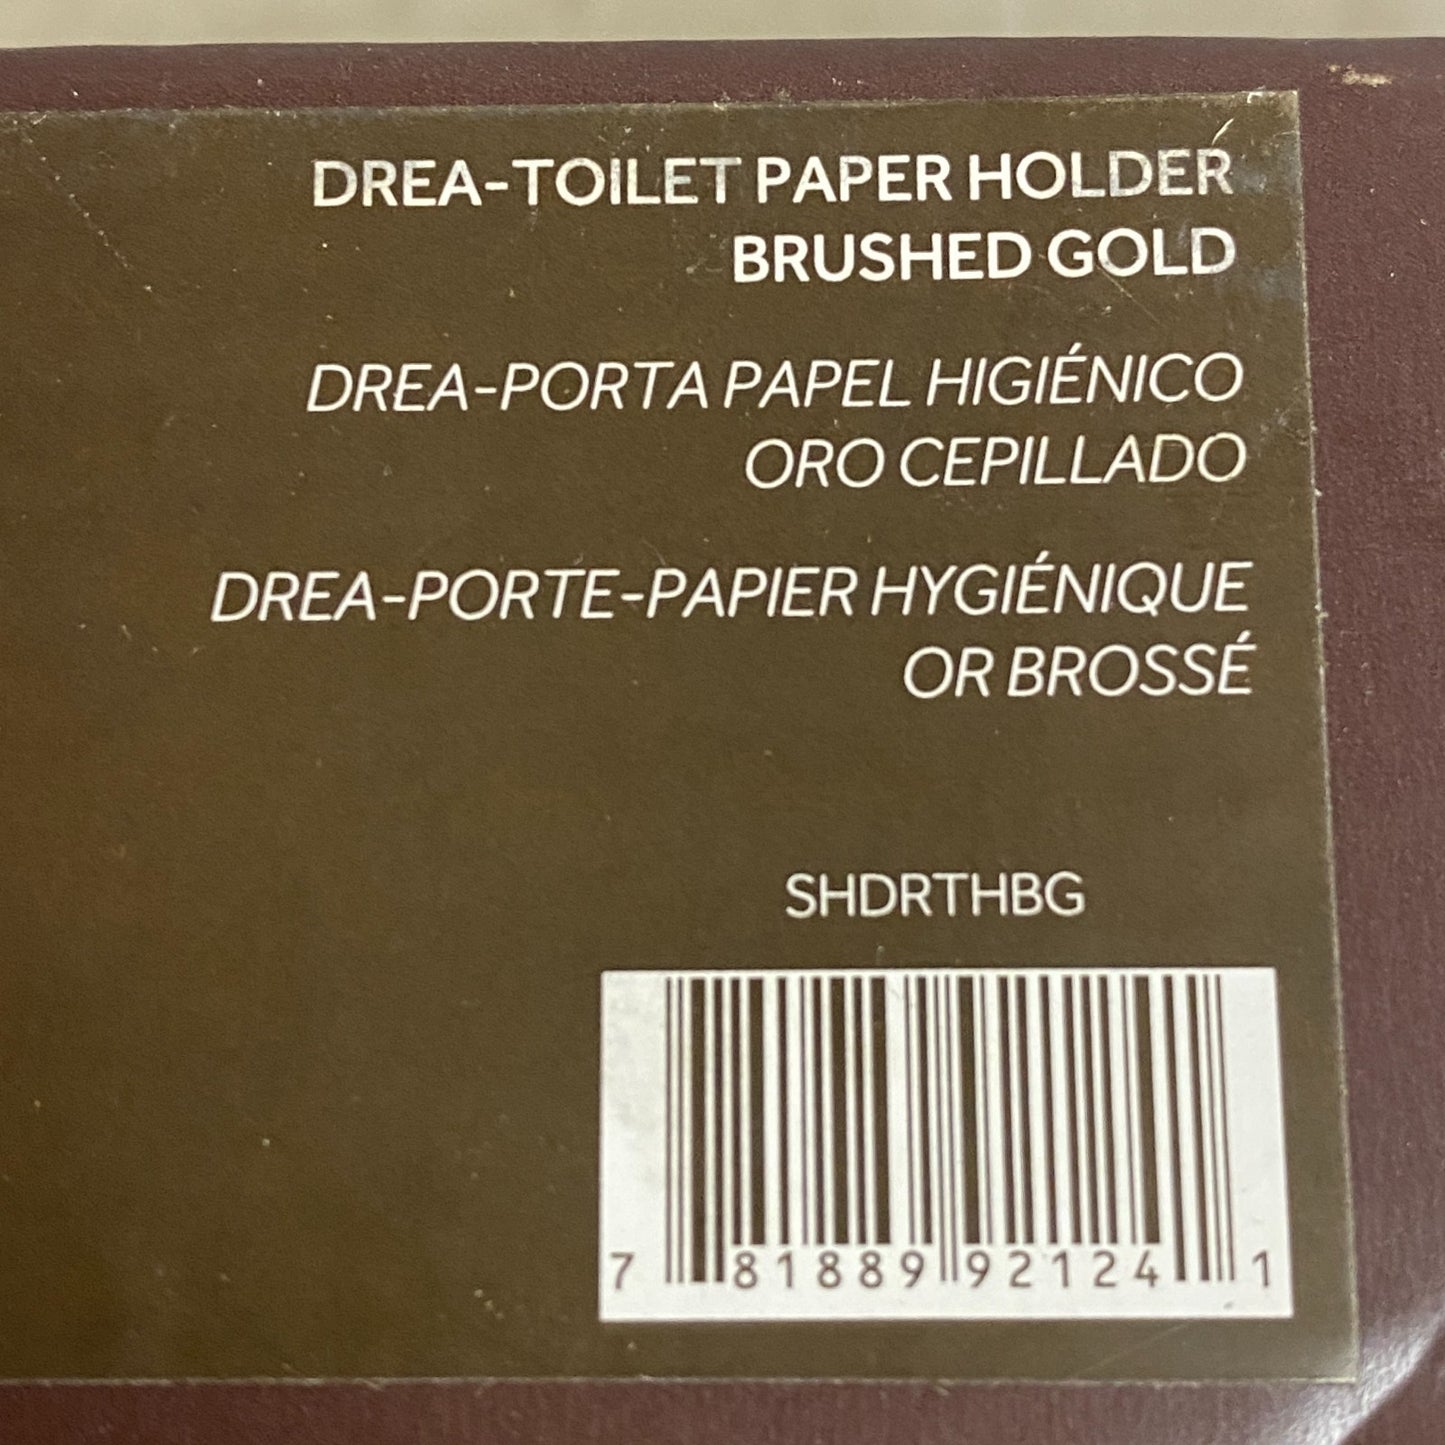 DREA-TOILET PAPER HOLDER
BRUSHED GOLD
DREA-PORTA PAPEL HIGIÉNICO
ORO CEPILLADO
DREA-PORTE-PAPIER HYGIÉNIQUE
OR BROSSÉ
SHDRTHBG
7 81889 92124 1